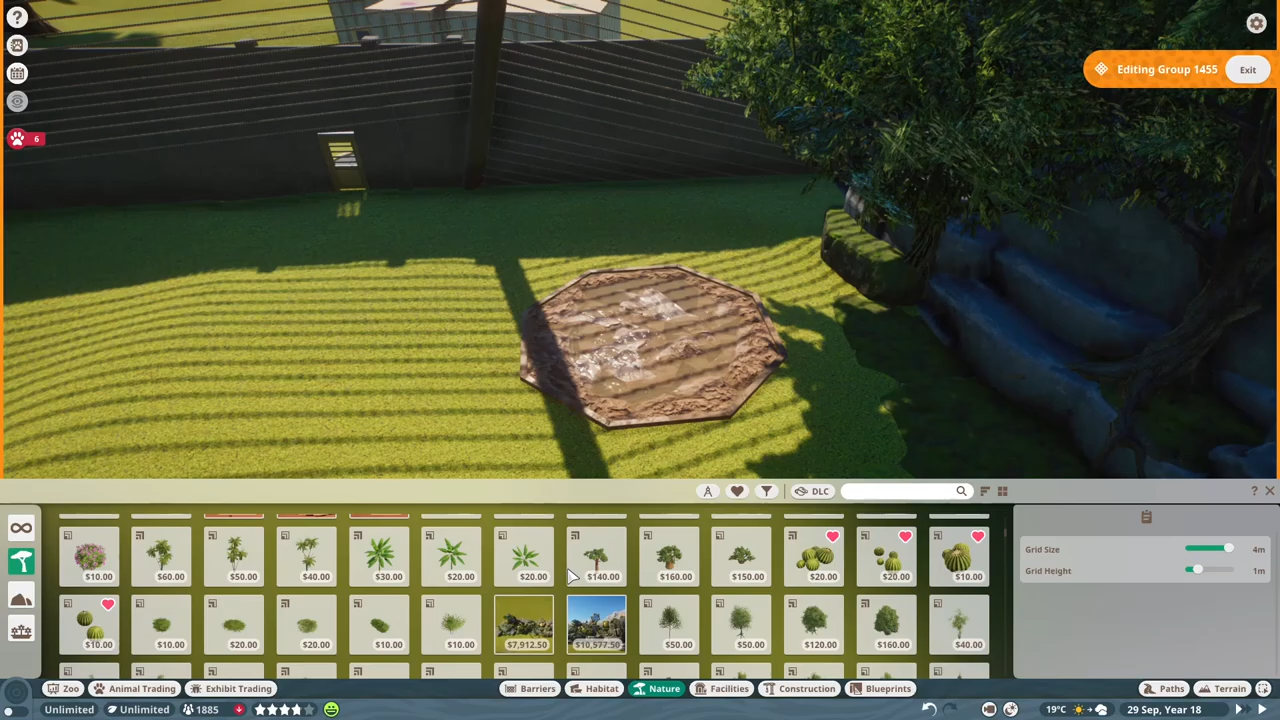 Editing Group 1455
Exit
6
DLC
?
$10.00
$60.00
$50.00
$40.00
$30.00
$20.00
$20.00
$140.00
$160.00
$150.00
$20.00
$20.00
$10.00
Grid Size
4m
Grid Height
1m
$10.00
$10.00
$20.00
$20.00
$10.00
$10.00
$7,912.50
$10,577.50
$50.00
$50.00
$120.00
$160.00
$40.00
Zoo
Animal Trading
Exhibit Trading
Barriers
Habitat
Nature
Facilities
Construction
Blueprints
Paths
Terrain
Unlimited
Unlimited
1885
19°C
29 Sep, Year 18